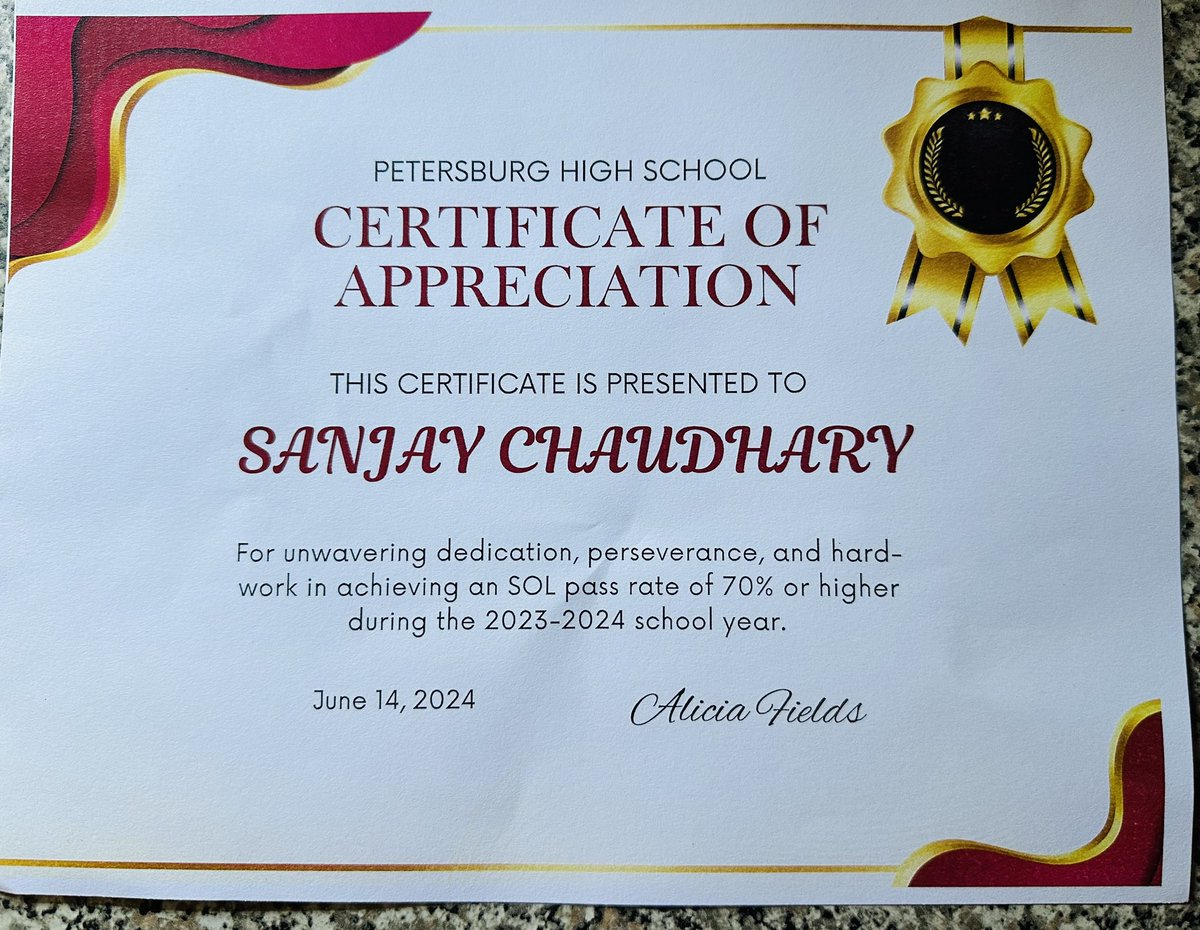 PETERSBURG HIGH SCHOOL
CERTIFICATE OF
APPRECIATION
THIS CERTIFICATE IS PRESENTED TO
SANJAY CHAUDHARY
For unwavering dedication, perseverance, and hard-
work in achieving an SOL pass rate of 70% or higher
during the 2023-2024 school year.
June 14, 2024 Alicia Fields